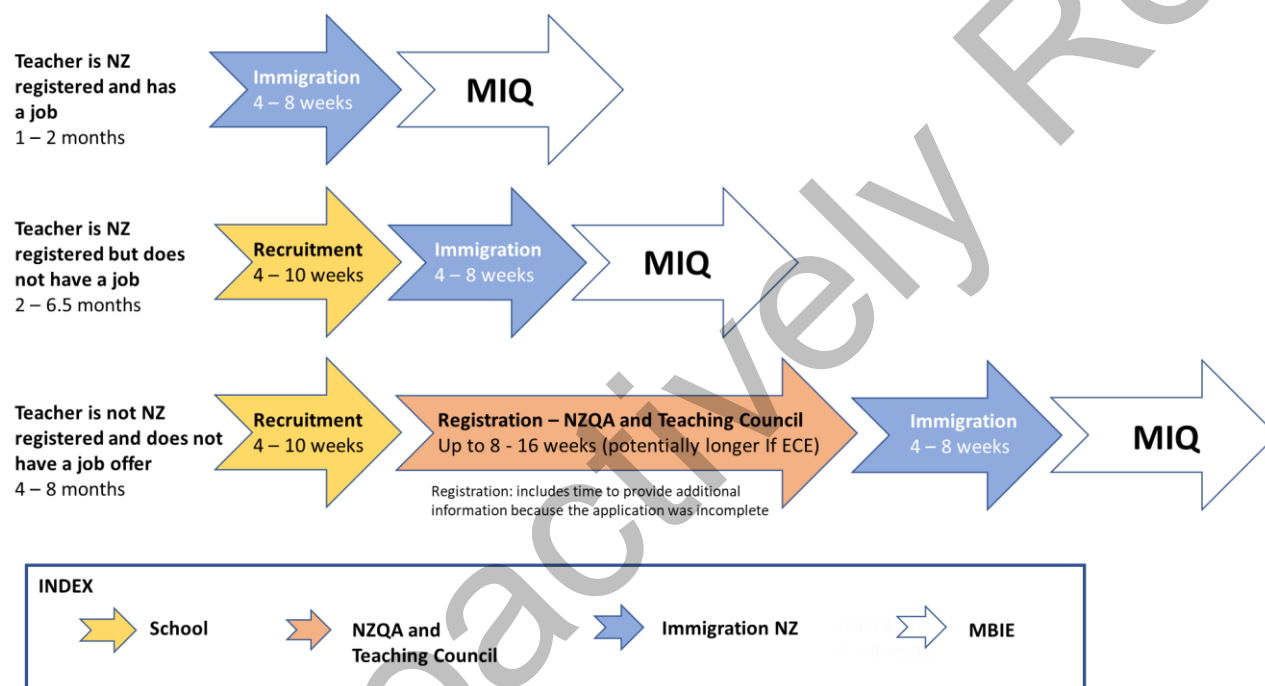 Teacher is NZ
registered and has
a job
1 – 2 months
Immigration
4 – 8 weeks
MIQ
Teacher is NZ
registered but does
not have a job
2 – 6.5 months
Recruitment
4 – 10 weeks
Immigration
4 – 8 weeks
MIQ
Teacher is not NZ
registered and does not
have a job offer
4 – 8 months
Recruitment
4 – 10 weeks
Registration – NZQA and Teaching Council
Up to 8 - 16 weeks (potentially longer If ECE)
Registration: includes time to provide additional
information because the application was incomplete
Immigration
4 – 8 weeks
MIQ
INDEX
School
NZQA and
Teaching Council
Immigration NZ
MBIE
actively R